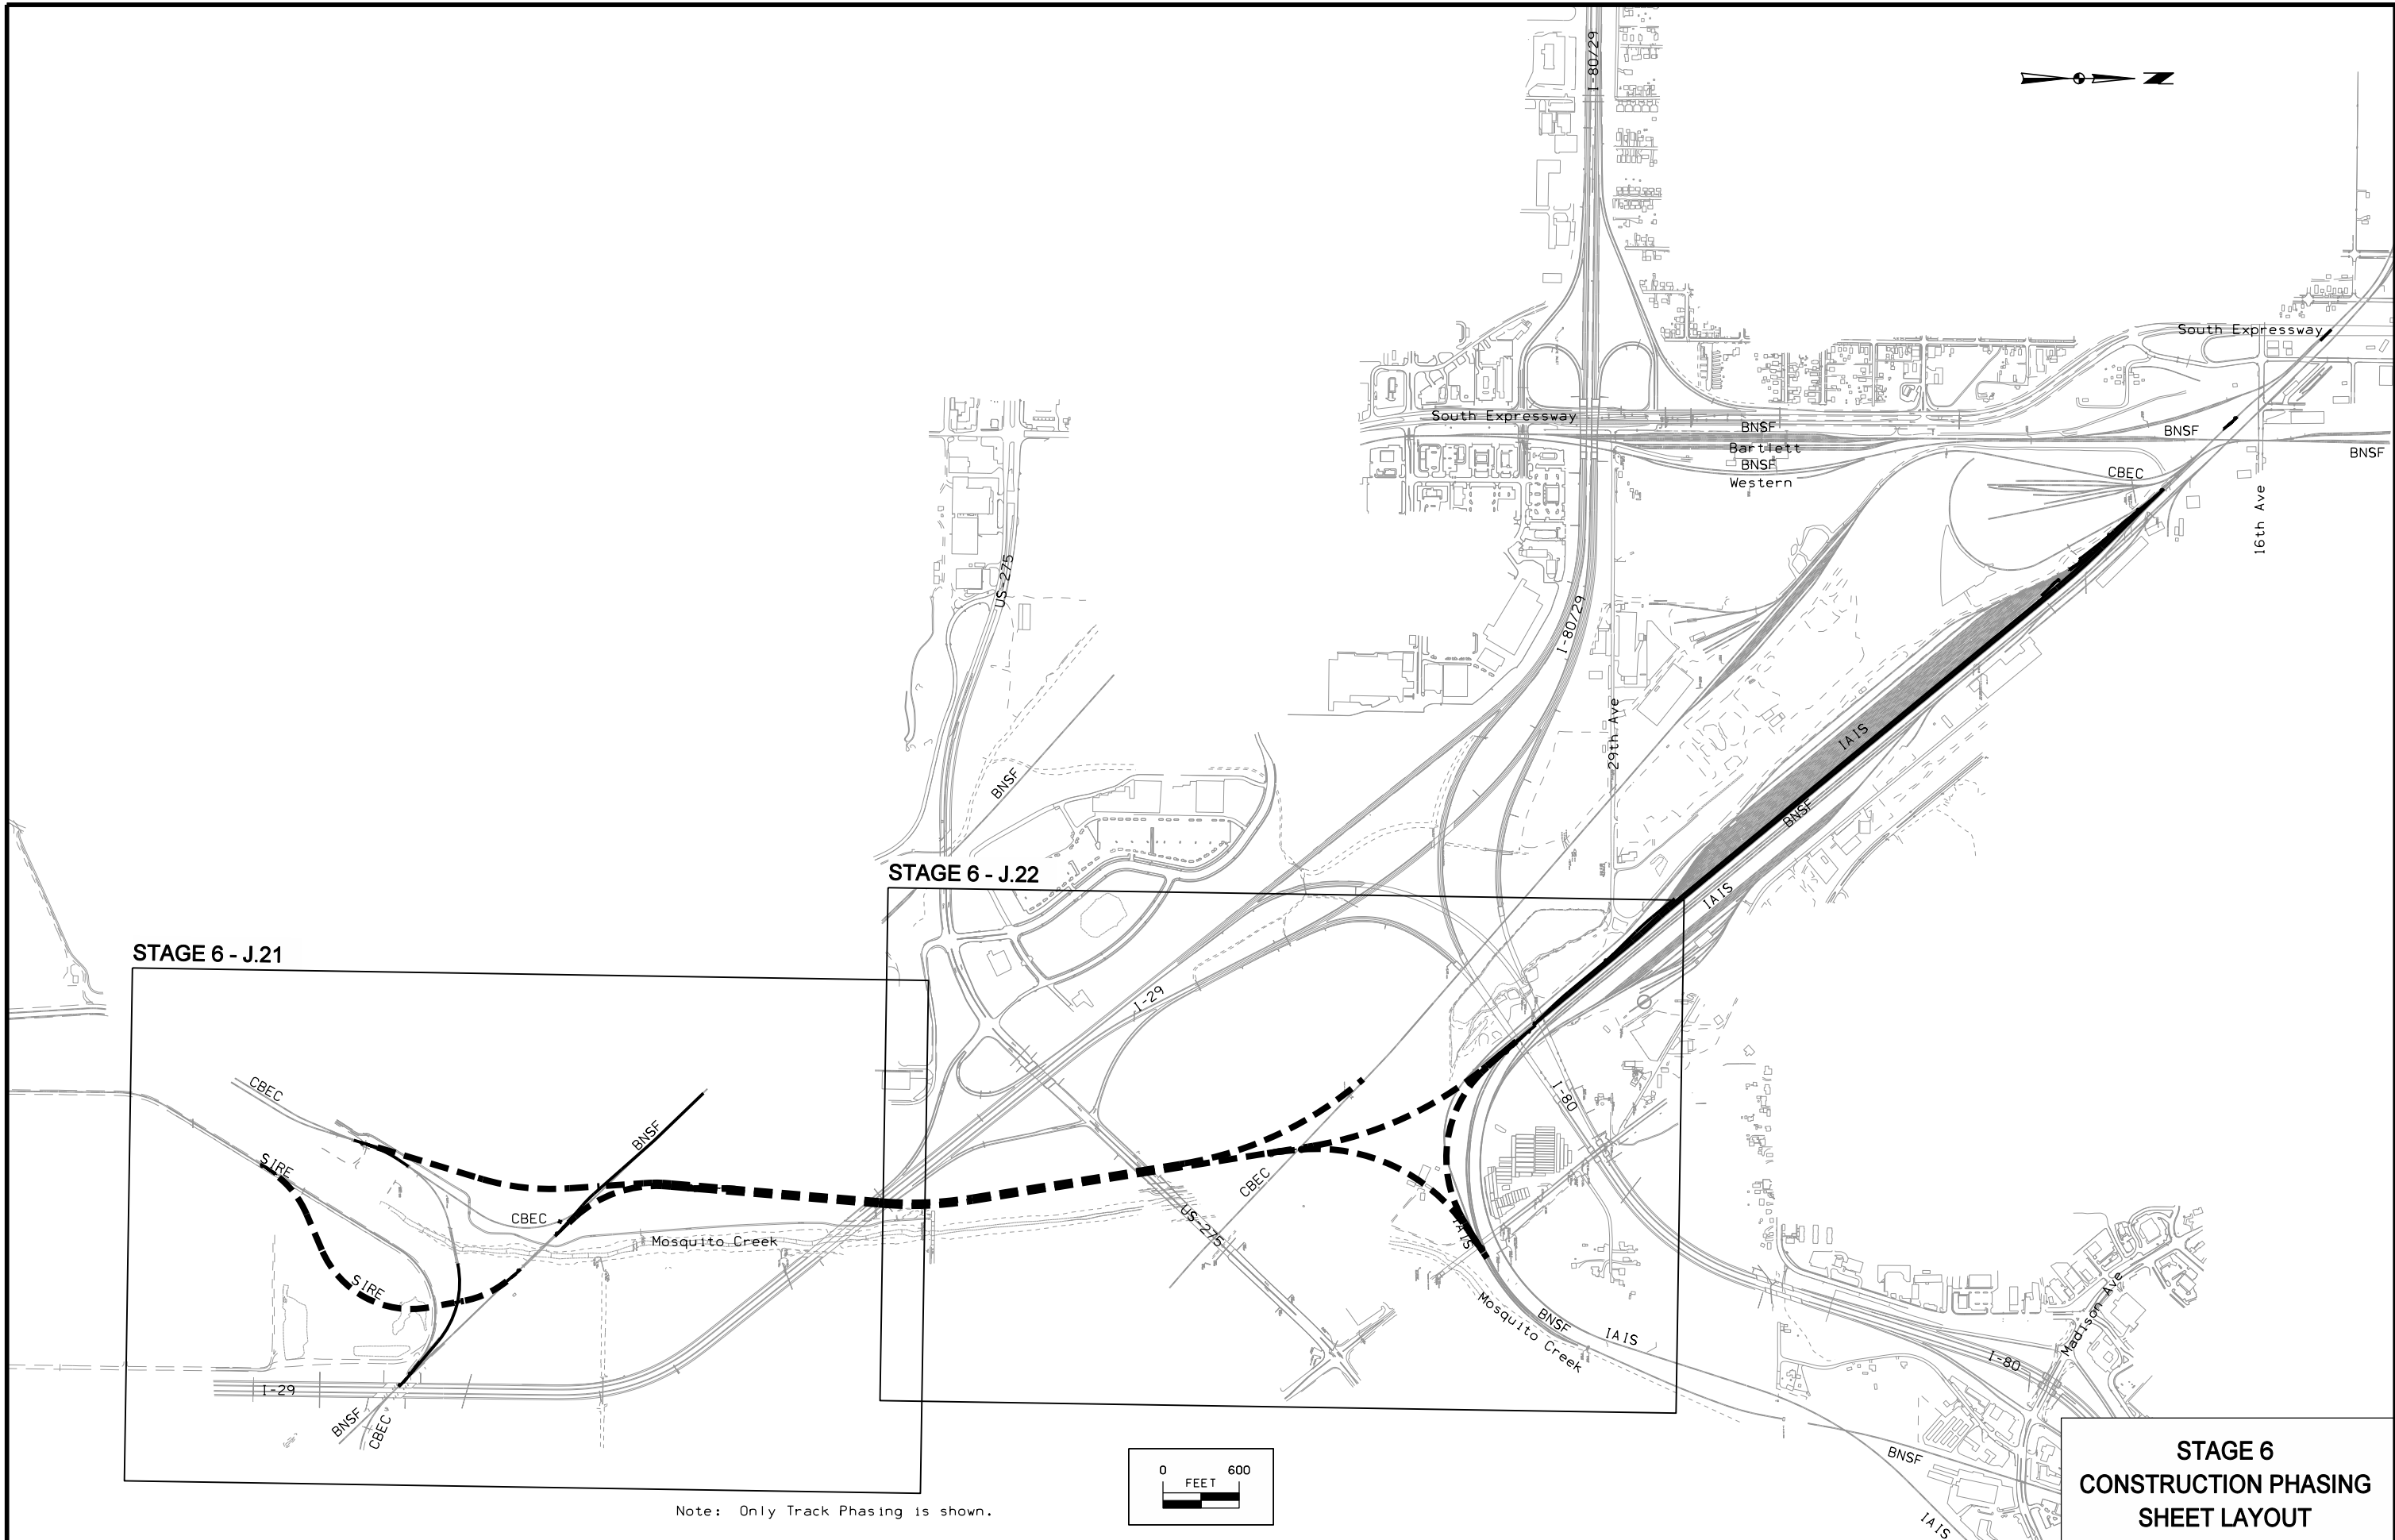 I-80/29
N
South Expressway
South Expressway
BNSF
BNSF
Bartlett
BNSF
BNSF
CBEC
Western
16th Ave
US-275
I-80/29
29th Ave
IAIS
BNSF
BNSF
STAGE 6 - J.22
IAIS
STAGE 6 - J.21
I-29
CBEC
I-80
BNSF
SIRE
CBEC
CBEC
US-275
IAIS
Mosquito Creek
SIRE
Mosquito Creek
BNSF
IAIS
Madison Ave
I-80
I-29
BNSF
CBEC
BNSF
0 600
FEET
Note: Only Track Phasing is shown.
IAIS
STAGE 6
CONSTRUCTION PHASING
SHEET LAYOUT